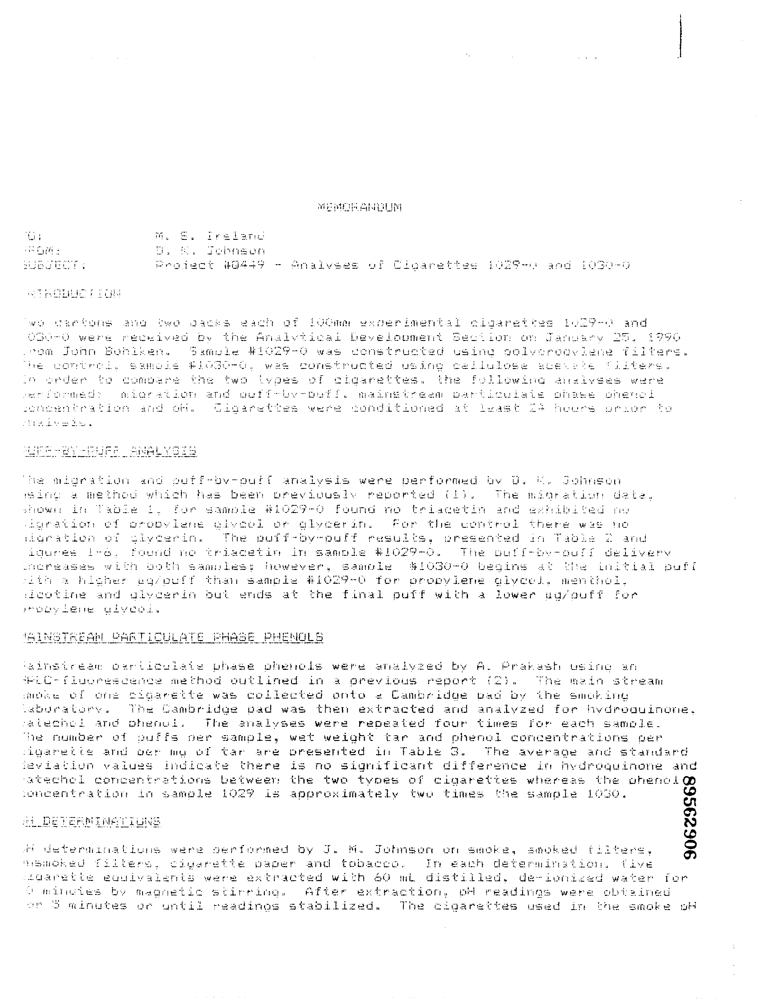 MEMORANDUM
TO: M. S. Ireland
FROM: D. K. Johnson
SUBJECT: Project #0449 - Analyses of Cigarettes 1029-0 and 1030-0
INTRODUCTION
Two cartons and two packs each of 100mm experimental cigarettes 1029-0 and
1030-0 were received by the Analytical Development Section on January 25, 1990
from John Bohlken. Sample #1029-0 was constructed using polypropylene filters.
The control, sample #1030-0, was constructed using cellulose acetate filters.
In order to compare the two types of cigarettes, the following analyses were
performed: migration and puff-by-puff, mainstream particulate phase phenol
concentration and pH. Cigarettes were conditioned at least 24 hours prior to
analysis.
PUFF-BY-PUFF ANALYSIS
The migration and puff-by-puff analysis were performed by D. K. Johnson
using a method which has been previously reported (1). The migration data,
shown in Table 1, for sample #1029-0 found no triacetin and exhibited no
migration of propylene glycol or glycerin. For the control there was no
migration of glycerin. The puff-by-puff results, presented in Table 2 and
Figures 1-6, found no triacetin in sample #1029-0. The puff-by-puff delivery
increases with both samples; however, sample #1030-0 begins at the initial puff
with a higher µg/puff than sample #1029-0 for propylene glycol, menthol,
nicotine and glycerin but ends at the final puff with a lower µg/puff for
propylene glycol.
MAINSTREAM PARTICULATE PHASE PHENOLS
Mainstream particulate phase phenols were analyzed by A. Prakash using an
HPLC-fluorescence method outlined in a previous report (2). The main stream
smoke of one cigarette was collected onto a Cambridge pad by the smoking
laboratory. The Cambridge pad was then extracted and analyzed for hydroquinone,
catechol and phenol. The analyses were repeated four times for each sample.
The number of puffs per sample, wet weight tar and phenol concentrations per
cigarette and per mg of tar are presented in Table 3. The average and standard
deviation values indicate there is no significant difference in hydroquinone and
catechol concentrations between the two types of cigarettes whereas the phenol
concentration in sample 1029 is approximately two times the sample 1030.
pH DETERMINATIONS
pH determinations were performed by J. M. Johnson on smoke, smoked filters,
unsmoked filters, cigarette paper and tobacco. In each determination, five
cigarette equivalents were extracted with 60 mL distilled, de-ionized water for
minutes by magnetic stirring. After extraction, pH readings were obtained
for 5 minutes or until readings stabilized. The cigarettes used in the smoke pH
89562906